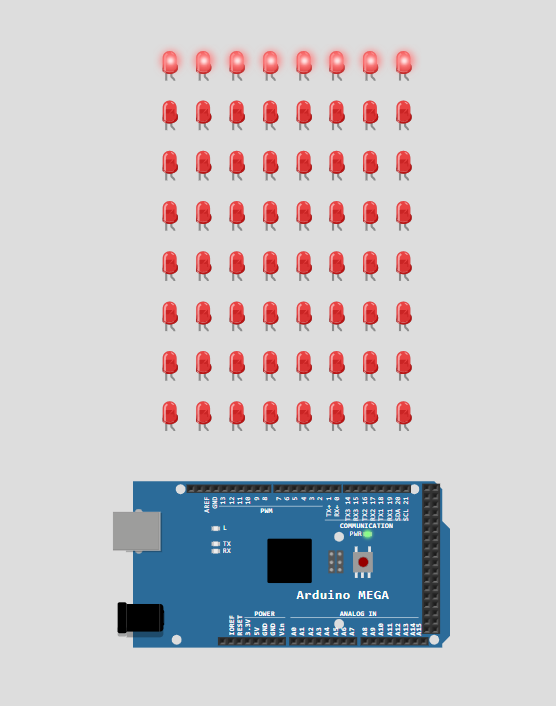 AREF GND 13 12 11 10 9 8 7 6 5 4 3 2 TX→1 RX←0 TX3 14 RX3 15 TX2 16 RX2 17 TX1 18 RX1 19 SDA 20 SCL 21
PWM
COMMUNICATION
L
PWR
TX
RX
Arduino MEGA
POWER
ANALOG IN
IOREF RESET 3.3V 5V GND GND Vin A0 A1 A2 A3 A4 A5 A6 A7 A8 A9 A10 A11 A12 A13 A14 A15